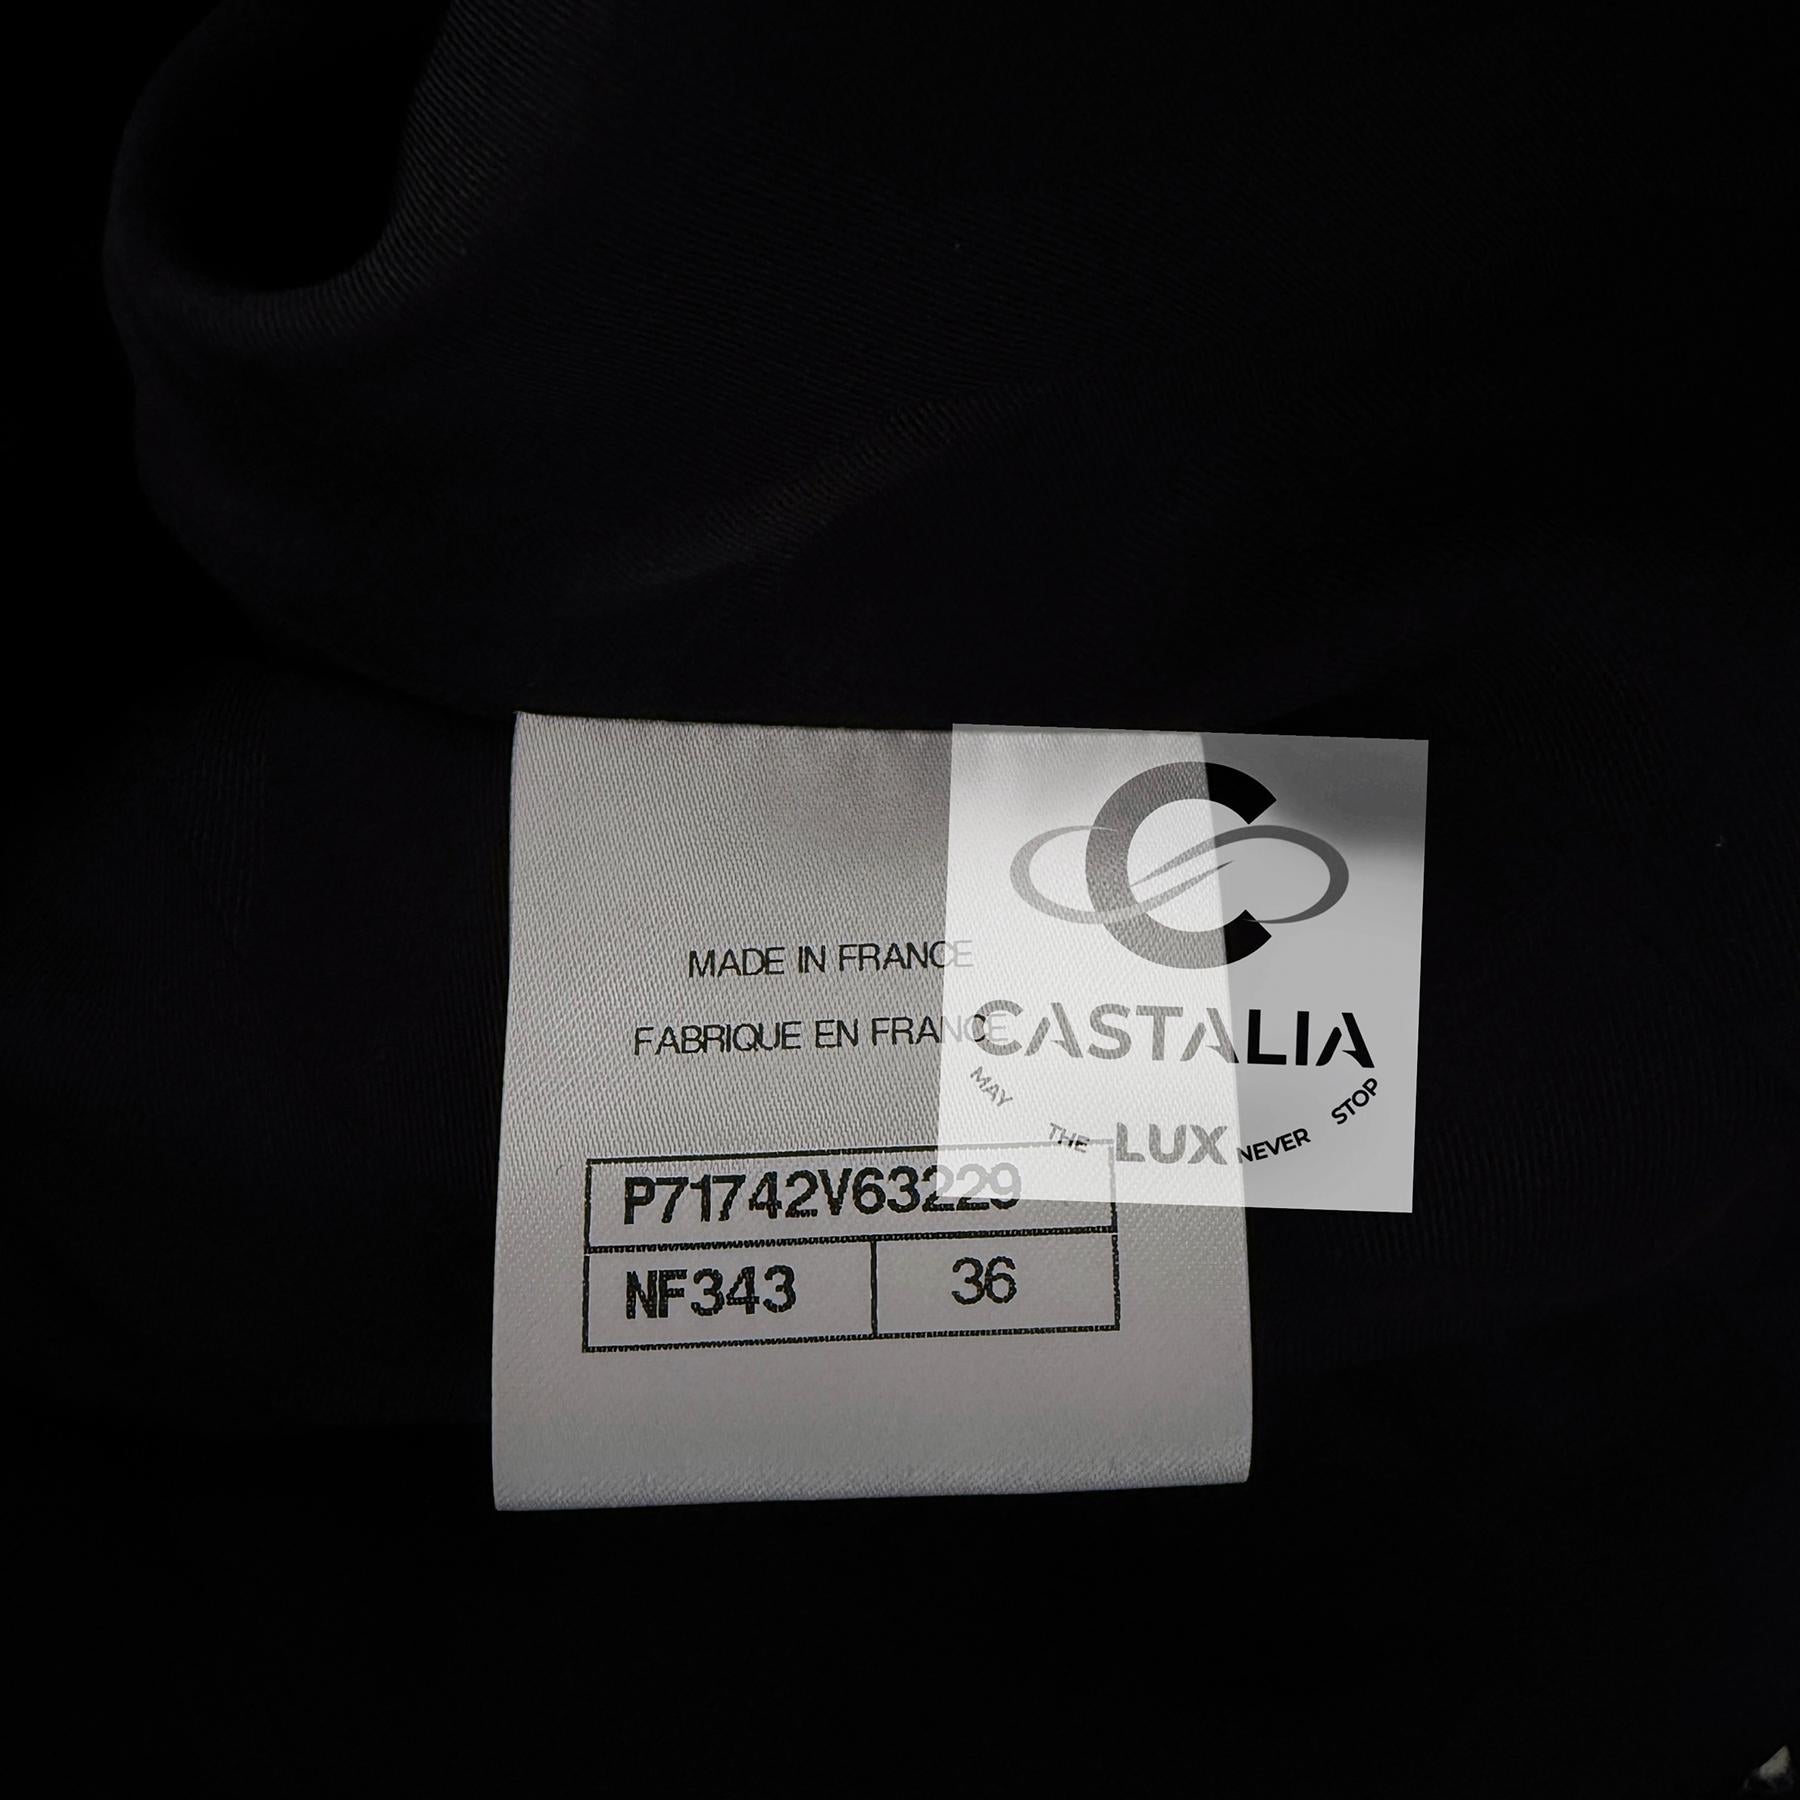 MADE IN FRANCE
FABRIQUE EN FRANCE
P71742V63229
NF343 36
C
CASTALIA
MAY THE LUX NEVER STOP